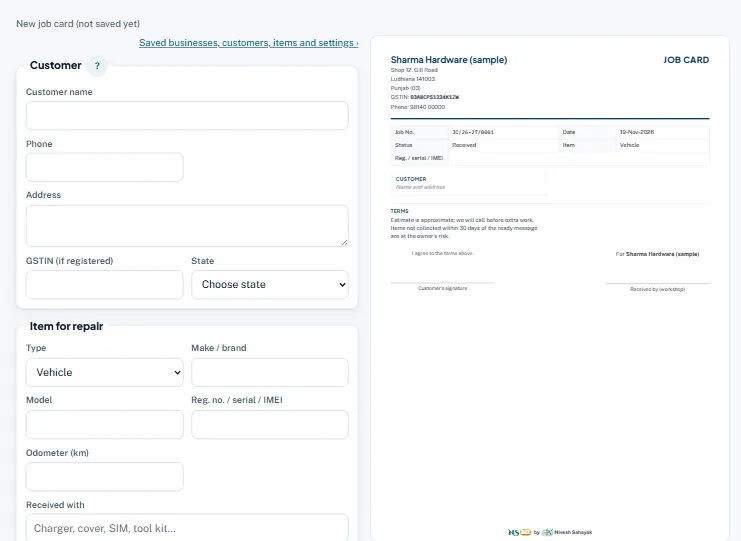 New job card (not saved yet)
Saved businesses, customers, items and settings ›
Customer ?
Customer name
Phone
Address
GSTIN (if registered)
State
Choose state
Item for repair
Type
Make / brand
Vehicle
Model
Reg. no. / serial / IMEI
Odometer (km)
Received with
Charger, cover, SIM, tool kit...
Sharma Hardware (sample)
JOB CARD
Shop 12, Gill Road
Ludhiana 141003
Punjab (03)
GSTIN:
Phone: 98140 00000
Job No. JC/26-27/0001 Date 19-Nov-2026
Status Received Item Vehicle
Reg. / serial / IMEI
CUSTOMER
Name and address
TERMS
Estimate is approximate; we will call before extra work.
Items not collected within 30 days of the ready message
are at the owner's risk.
I agree to the terms above.
For Sharma Hardware (sample)
Customer's signature
Received by (workshop)
by Nivesh Sahayak